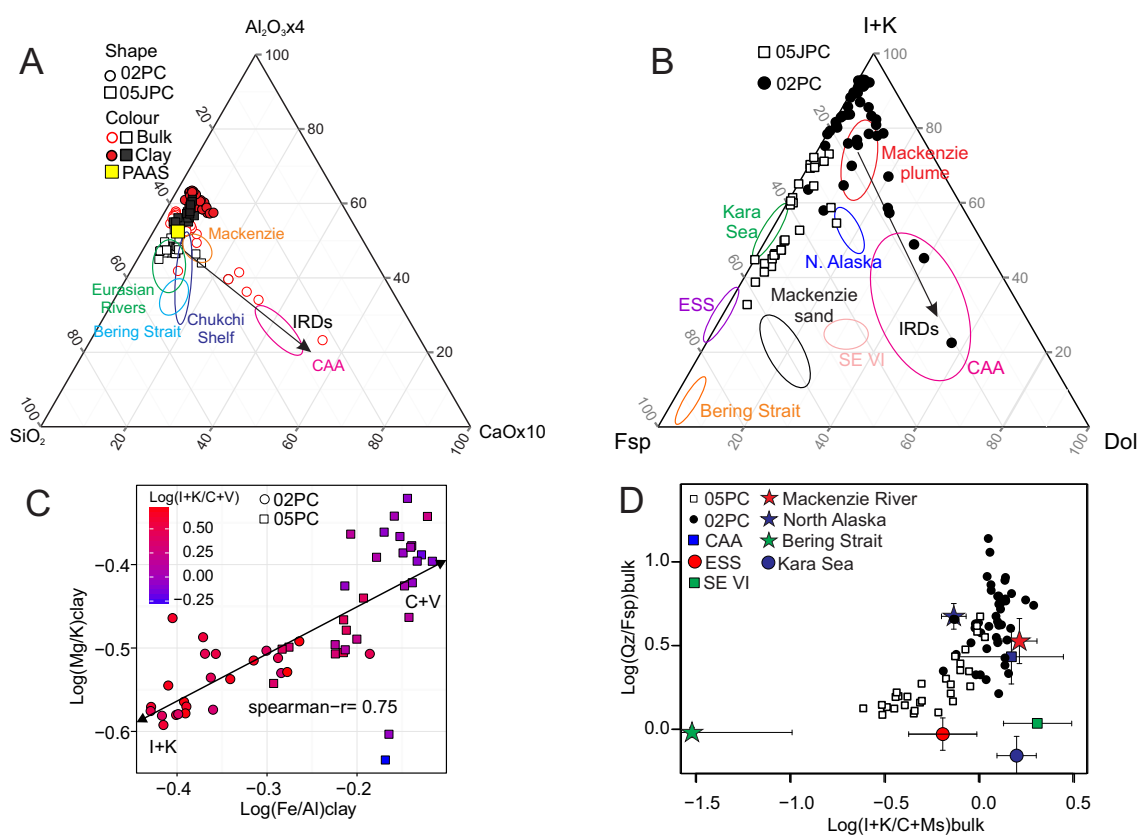 A
Al₂O₃x4
Shape
02PC
05JPC
Colour
Bulk
Clay
PAAS
100
20
80
40
60
Mackenzie
60
40
Eurasian
Rivers
Bering Strait
Chukchi
Shelf
IRDs
CAA
80
20
100
SiO₂
20
40
60
80
100
CaOx10
B
I+K
05JPC
02PC
100
20
80
Mackenzie
plume
40
60
Kara
Sea
N. Alaska
60
40
ESS
Mackenzie
sand
SE VI
IRDs
CAA
80
20
Bering Strait
100
Fsp
20
40
60
80
100
Dol
C
Log(I+K/C+V)
0.50
0.25
0.00
−0.25
02PC
05PC
−0.4
−0.5
−0.6
Log(Mg/K)clay
C+V
I+K
spearman−r= 0.75
−0.4
−0.3
−0.2
Log(Fe/Al)clay
D
05PC
02PC
CAA
ESS
SE VI
Mackenzie River
North Alaska
Bering Strait
Kara Sea
1.0
0.5
0.0
Log(Qz/Fsp)bulk
−1.5
−1.0
−0.5
0.0
0.5
Log(I+K/C+Ms)bulk